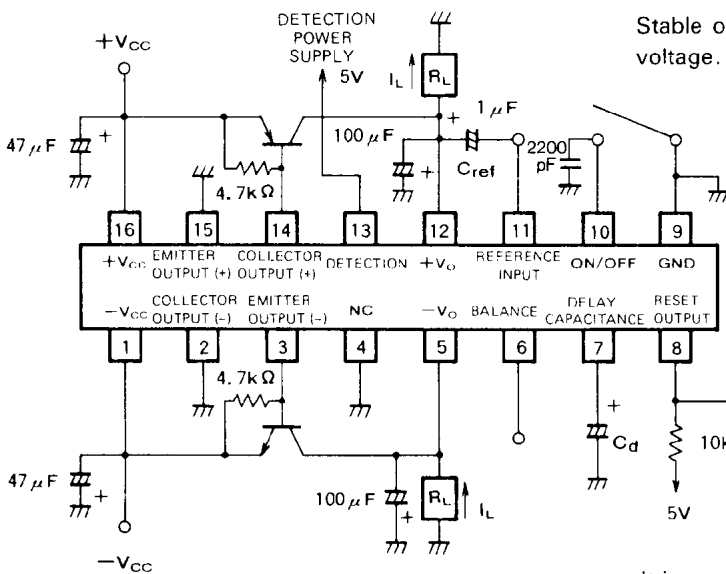 DETECTION
POWER
SUPPLY
5V
Stable o
voltage.
+VCC
IL
RL
1 μF
+
47 μF
+
100 μF
+
Cref
2200
pF
4.7kΩ
16
15
14
13
12
11
10
9
+VCC
EMITTER
OUTPUT (+)
COLLECTOR
OUTPUT (+)
DETECTION
+VO
REFERENCE
INPUT
ON/OFF
GND
-VCC
COLLECTOR
OUTPUT (-)
EMITTER
OUTPUT (-)
NC
-VO
BALANCE
DELAY
CAPACITANCE
RESET
OUTPUT
1
2
3
4
5
6
7
8
4.7kΩ
47 μF
+
100 μF
+
RL
IL
+
Cd
10k
5V
-VCC